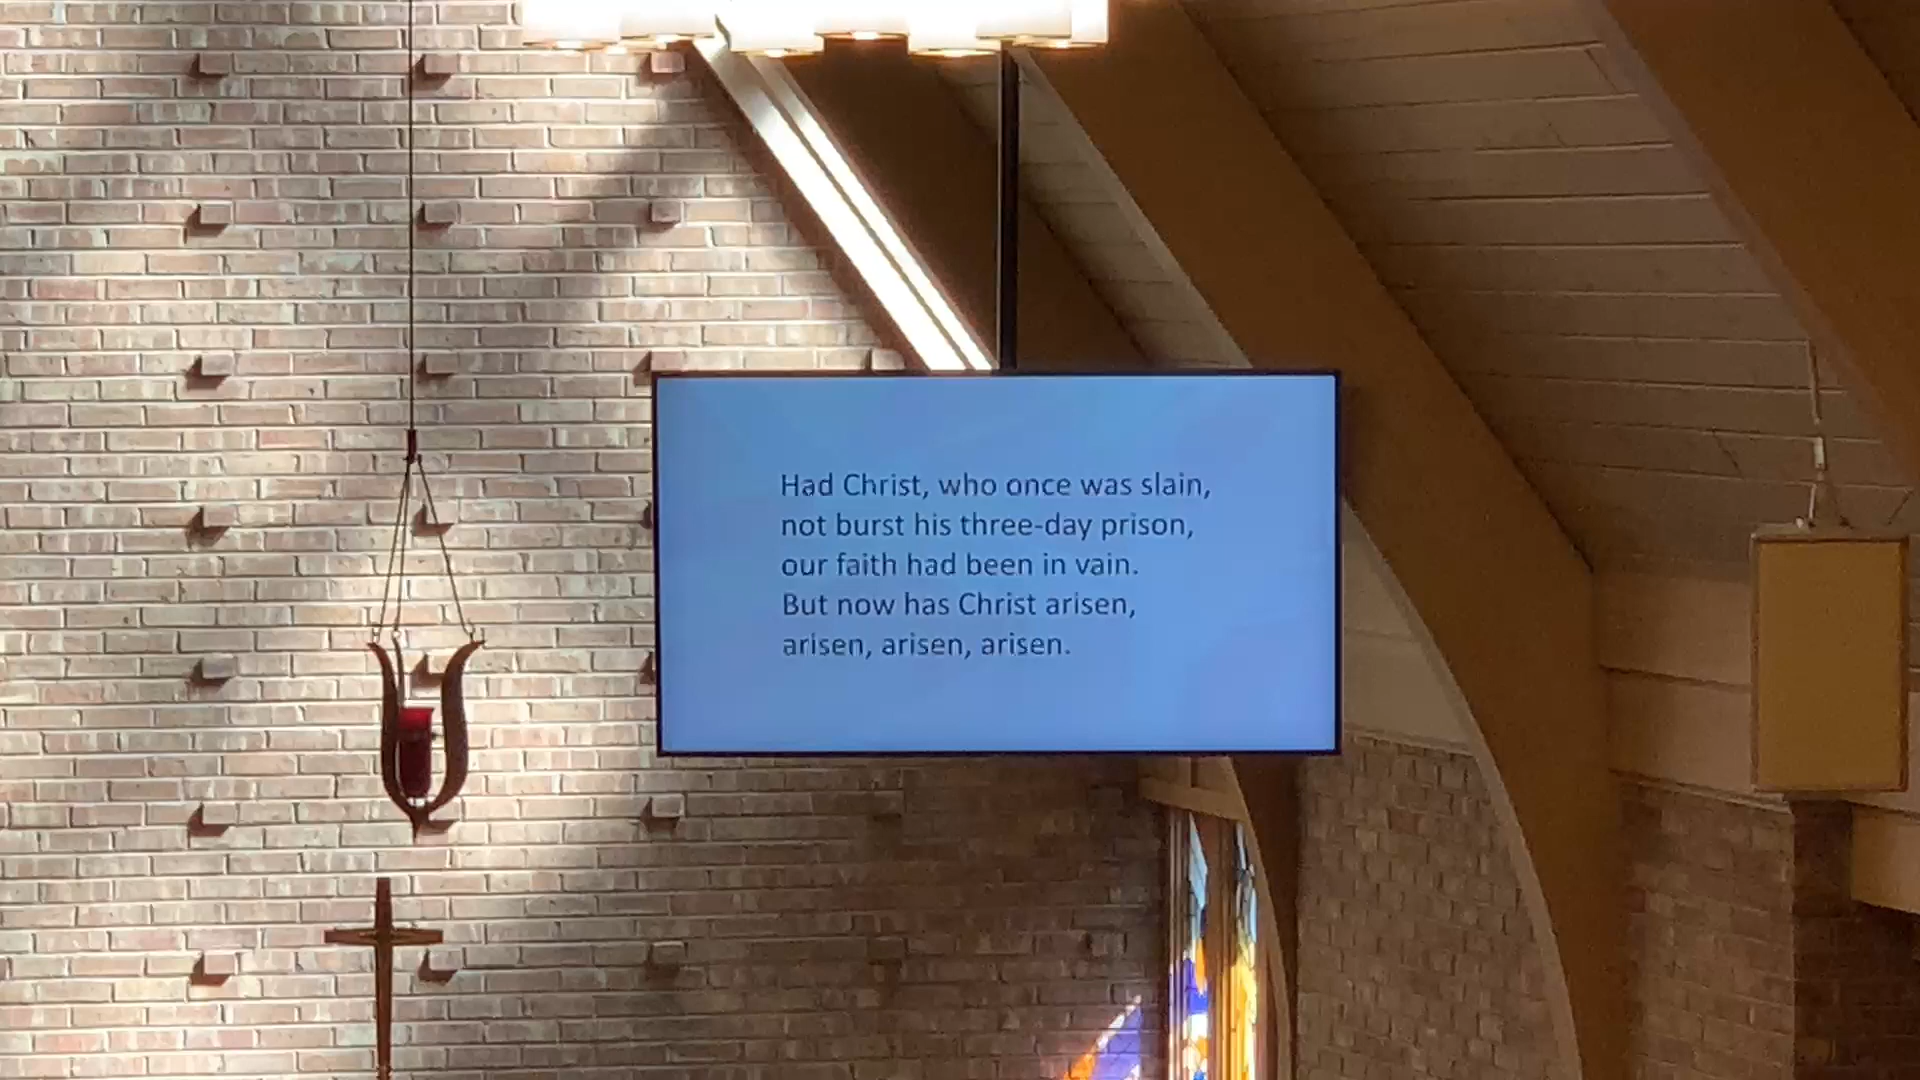 Had Christ, who once was slain,
not burst his three-day prison,
our faith had been in vain.
But now has Christ arisen,
arisen, arisen, arisen.